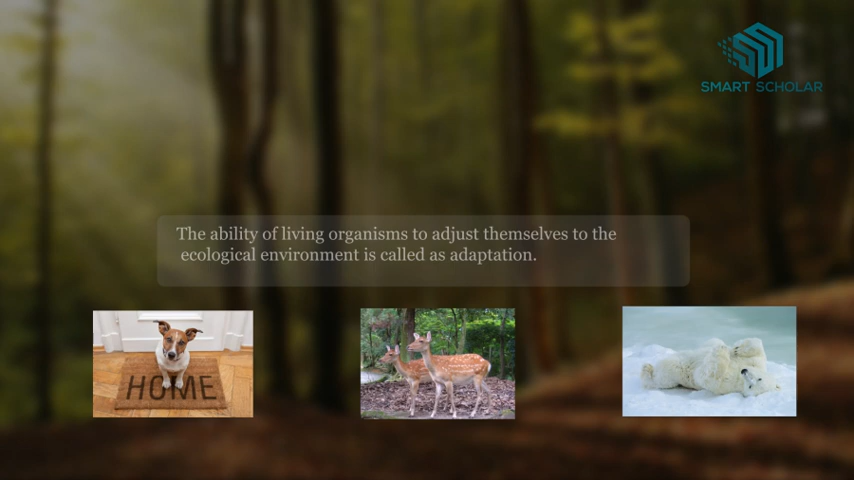 SMART SCHOLAR
The ability of living organisms to adjust themselves to the
ecological environment is called as adaptation.
HOME